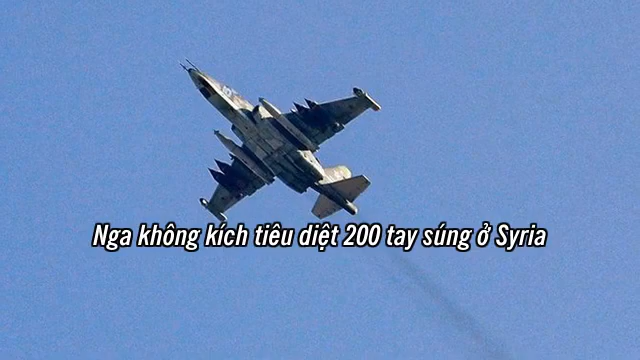 Nga không kích tiêu diệt 200 tay súng ở Syria